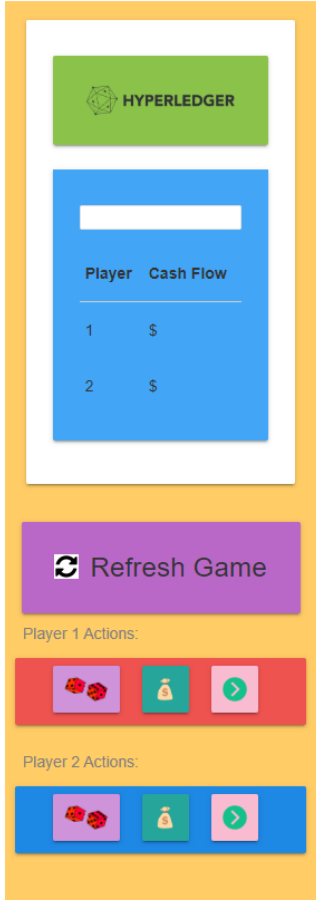 HYPERLEDGER
Player Cash Flow
1 $
2 $
Refresh Game
Player 1 Actions:
Player 2 Actions: